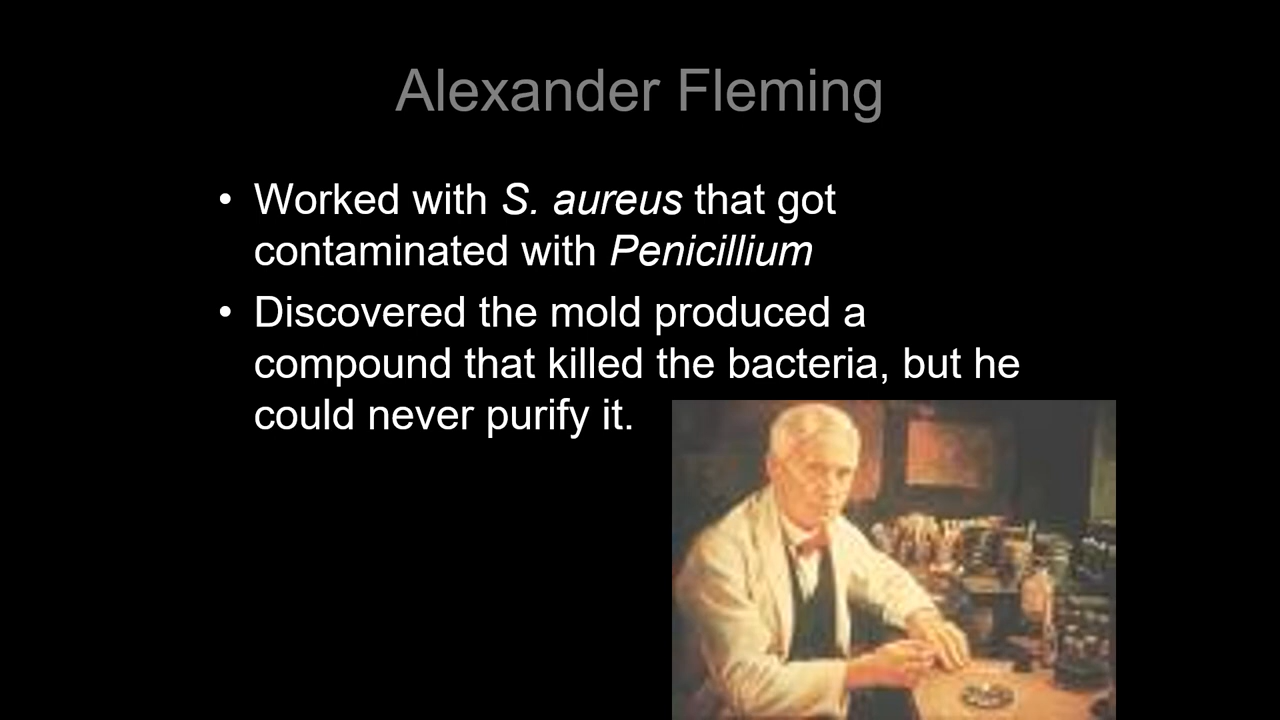 Alexander Fleming
• Worked with S. aureus that got
contaminated with Penicillium
• Discovered the mold produced a
compound that killed the bacteria, but he
could never purify it.